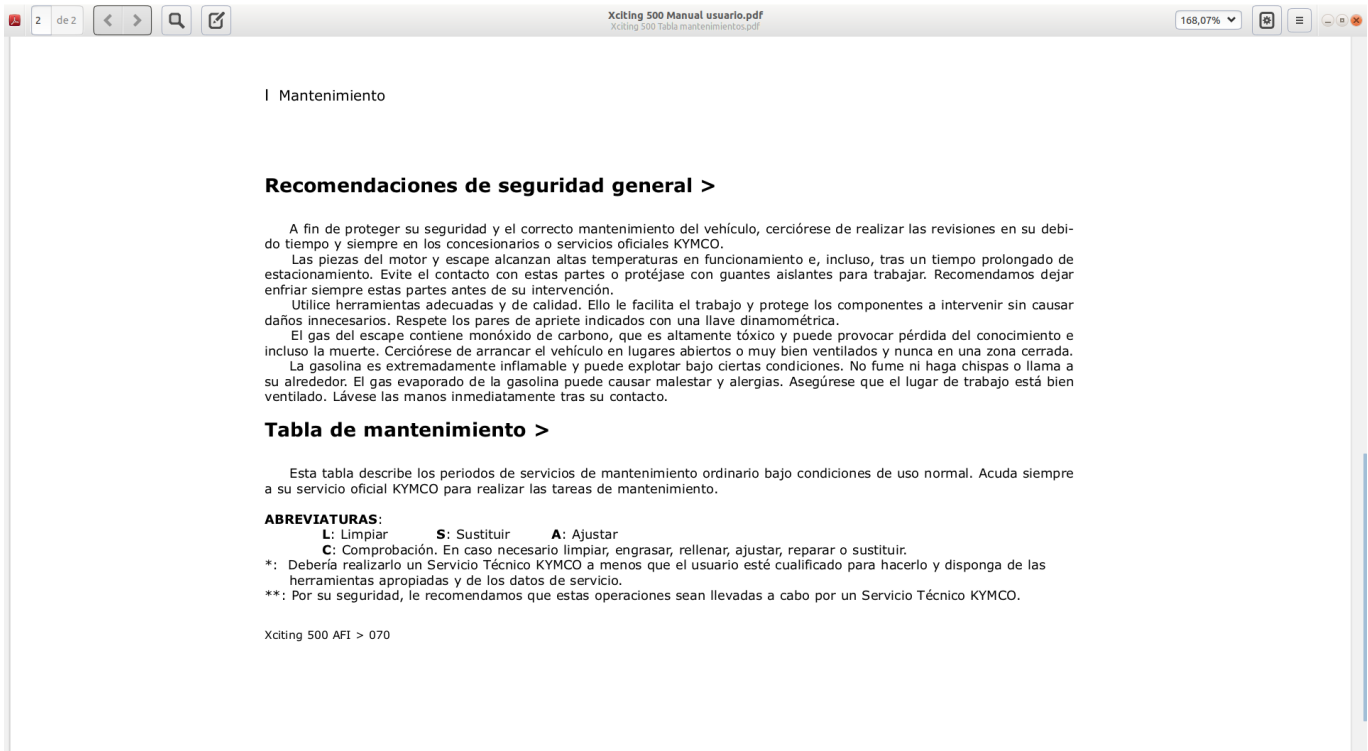 2 de 2
Xciting 500 Manual usuario.pdf
Xciting 500 Tabla mantenimientos.pdf
168,07%
| Mantenimiento
Recomendaciones de seguridad general >
A fin de proteger su seguridad y el correcto mantenimiento del vehículo, cerciórese de realizar las revisiones en su debi-
do tiempo y siempre en los concesionarios o servicios oficiales KYMCO.
Las piezas del motor y escape alcanzan altas temperaturas en funcionamiento e, incluso, tras un tiempo prolongado de
estacionamiento. Evite el contacto con estas partes o protéjase con guantes aislantes para trabajar. Recomendamos dejar
enfriar siempre estas partes antes de su intervención.
Utilice herramientas adecuadas y de calidad. Ello le facilita el trabajo y protege los componentes a intervenir sin causar
daños innecesarios. Respete los pares de apriete indicados con una llave dinamométrica.
El gas del escape contiene monóxido de carbono, que es altamente tóxico y puede provocar pérdida del conocimiento e
incluso la muerte. Cerciórese de arrancar el vehículo en lugares abiertos o muy bien ventilados y nunca en una zona cerrada.
La gasolina es extremadamente inflamable y puede explotar bajo ciertas condiciones. No fume ni haga chispas o llama a
su alrededor. El gas evaporado de la gasolina puede causar malestar y alergias. Asegúrese que el lugar de trabajo está bien
ventilado. Lávese las manos inmediatamente tras su contacto.
Tabla de mantenimiento >
Esta tabla describe los periodos de servicios de mantenimiento ordinario bajo condiciones de uso normal. Acuda siempre
a su servicio oficial KYMCO para realizar las tareas de mantenimiento.
ABREVIATURAS:
L: Limpiar S: Sustituir A: Ajustar
C: Comprobación. En caso necesario limpiar, engrasar, rellenar, ajustar, reparar o sustituir.
*: Debería realizarlo un Servicio Técnico KYMCO a menos que el usuario esté cualificado para hacerlo y disponga de las
herramientas apropiadas y de los datos de servicio.
**: Por su seguridad, le recomendamos que estas operaciones sean llevadas a cabo por un Servicio Técnico KYMCO.
Xciting 500 AFI > 070